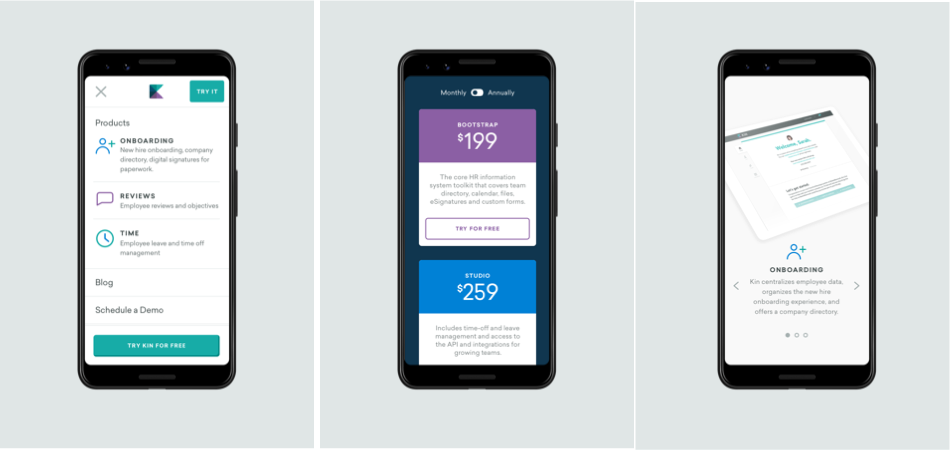 TRY IT
Products
ONBOARDING
New hire onboarding, company
directory, digital signatures for
paperwork.
REVIEWS
Employee reviews and objectives
TIME
Employee leave and time off
management
Blog
Schedule a Demo
TRY KIN FOR FREE
Monthly Annually
BOOTSTRAP
$199
The core HR information
system toolkit that covers team
directory, calendar, files,
eSignatures and custom forms.
TRY FOR FREE
STUDIO
$259
Includes time-off and leave
management and access to
the API and integrations for
growing teams.
Welcome, Sarah
Let's get started
ONBOARDING
Kin centralizes employee data,
organizes the new hire
onboarding experience, and
offers a company directory.